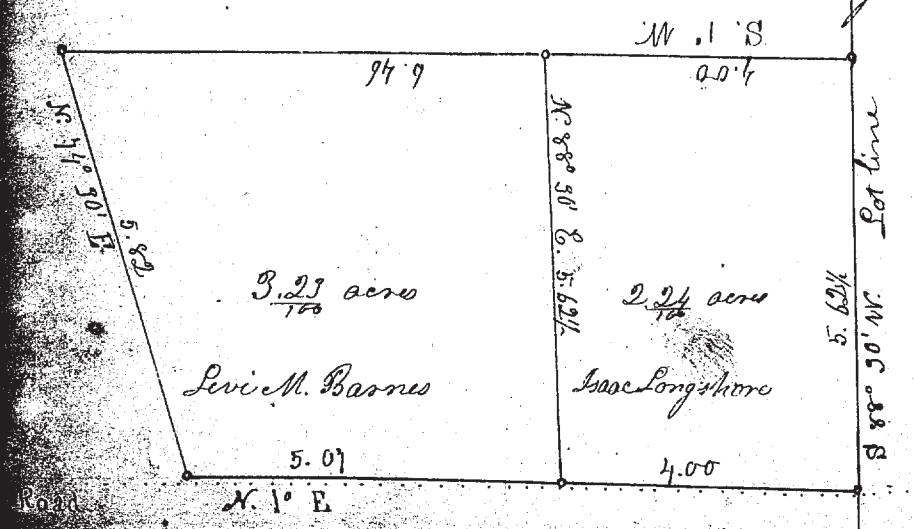 S. 1° W.
6.46
4.00
N. 74° 30' E
5.82
N. 88° 30' E. 5.62½
5. 62½
S 88° 30' W Lot line
3.23/100 acres
2.24/100 acres
Levi M. Barnes
Isaac Longshore
5.01
4.00
N. 1° E
Road